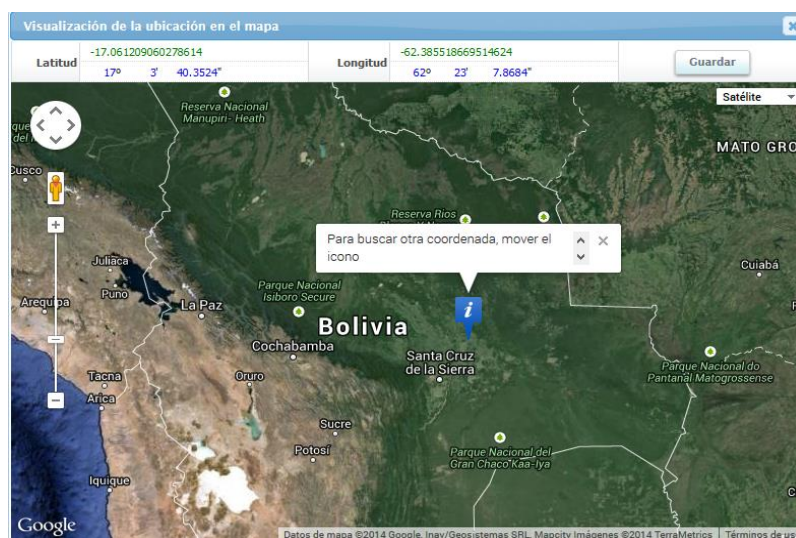 Visualización de la ubicación en el mapa
Latitud
-17.061209060278614
17º 3' 40.3524"
Longitud
-62.385518669514624
62º 23' 7.8684"
Guardar
Satélite
Reserva Nacional
Manupiri- Heath
MATO GRO
Cusco
Reserva Rios
Para buscar otra coordenada, mover el
icono
Juliaca
Puno
Parque Nacional
Isiboro Secure
Cuiabá
Arequipa
La Paz
Bolivia
Cochabamba
Santa Cruz
de la Sierra
Parque Nacional do
Pantanal Matogrossense
Tacna
Oruro
Arica
Sucre
Potosí
Parque Nacional del
Gran Chaco Kaa-Iya
Iquique
Google
Datos de mapa ©2014 Google, Inav/Geosistemas SRL, Mapcity Imágenes ©2014 TerraMetrics
Términos de us